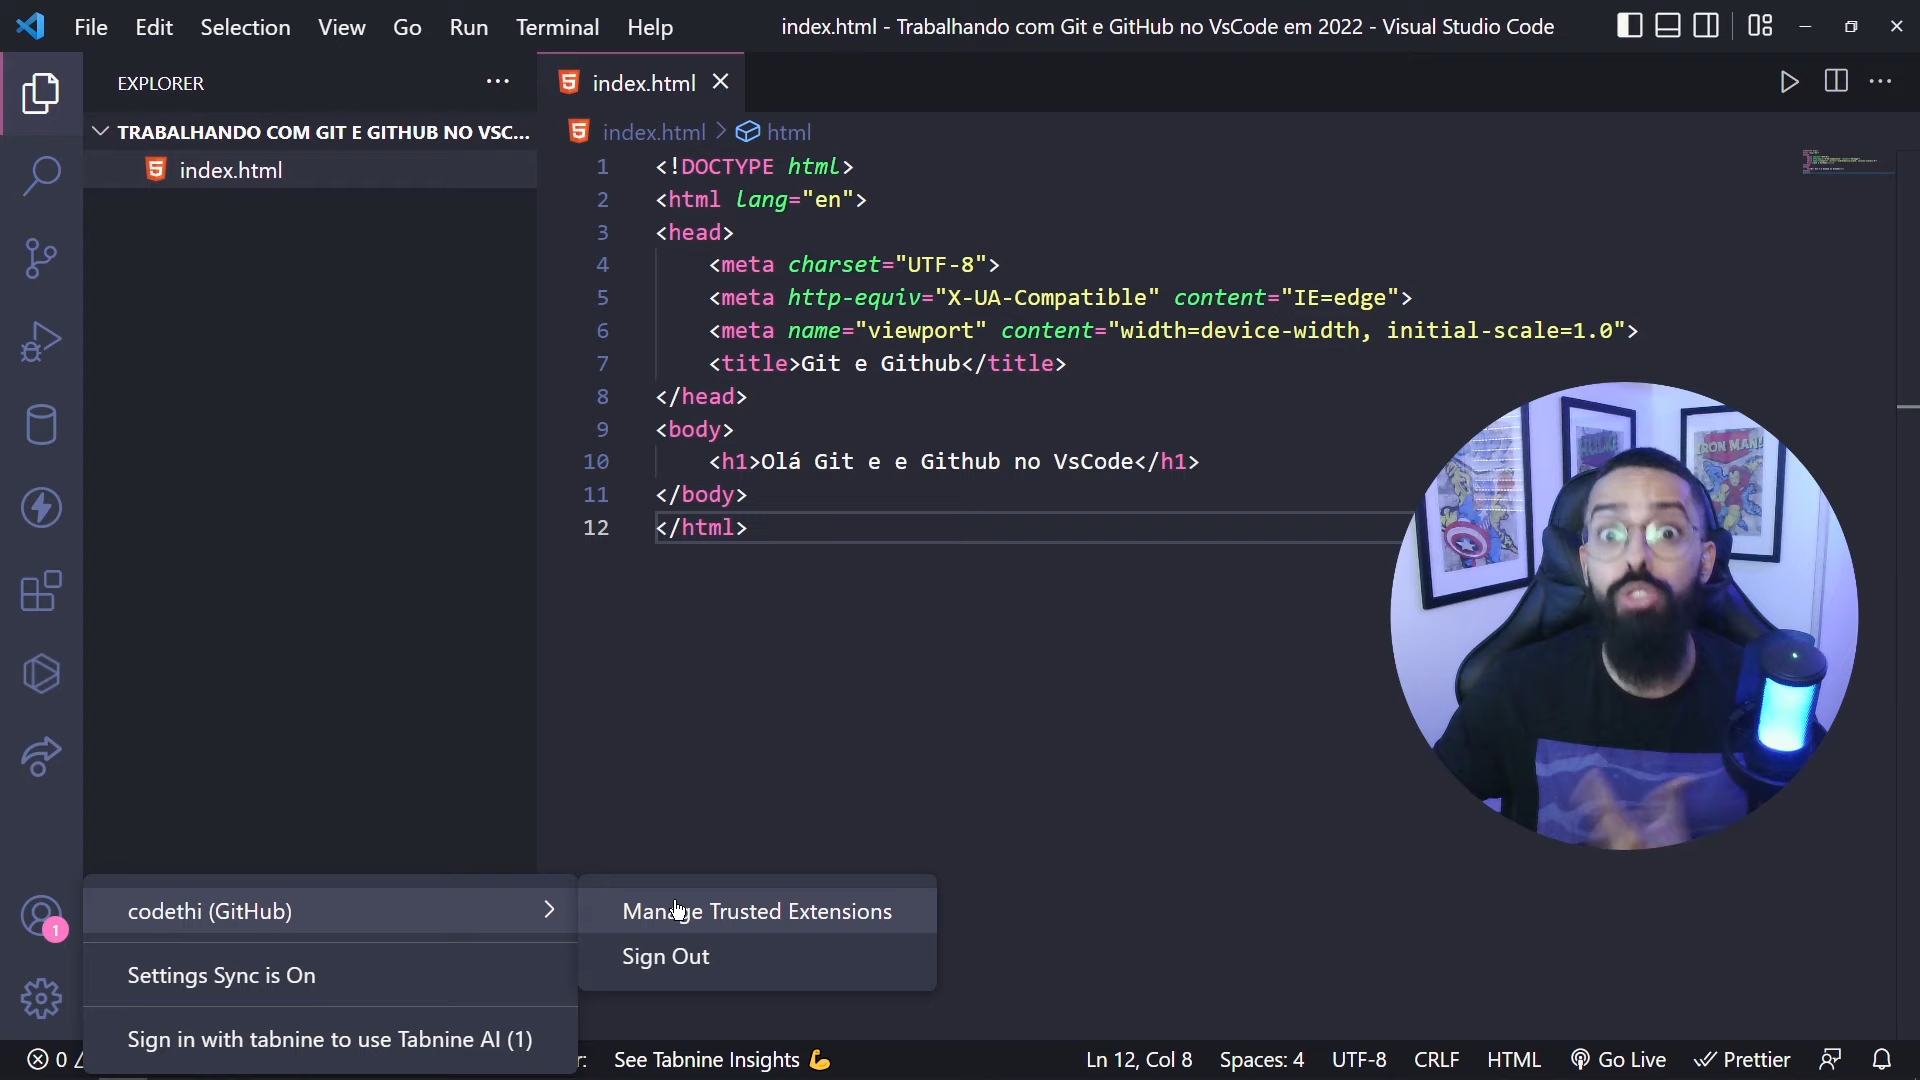 File Edit Selection View Go Run Terminal Help
index.html - Trabalhando com Git e GitHub no VsCode em 2022 - Visual Studio Code
EXPLORER
TRABALHANDO COM GIT E GITHUB NO VSC...
index.html
index.html
index.html > html
1 <!DOCTYPE html>
2 <html lang="en">
3 <head>
4 <meta charset="UTF-8">
5 <meta http-equiv="X-UA-Compatible" content="IE=edge">
6 <meta name="viewport" content="width=device-width, initial-scale=1.0">
7 <title>Git e Github</title>
8 </head>
9 <body>
10 <h1>Olá Git e e Github no VsCode</h1>
11 </body>
12 </html>
IRON MAN!
codethi (GitHub)
Manage Trusted Extensions
Sign Out
1
Settings Sync is On
Sign in with tabnine to use Tabnine AI (1)
0
See Tabnine Insights
Ln 12, Col 8
Spaces: 4
UTF-8
CRLF
HTML
Go Live
Prettier